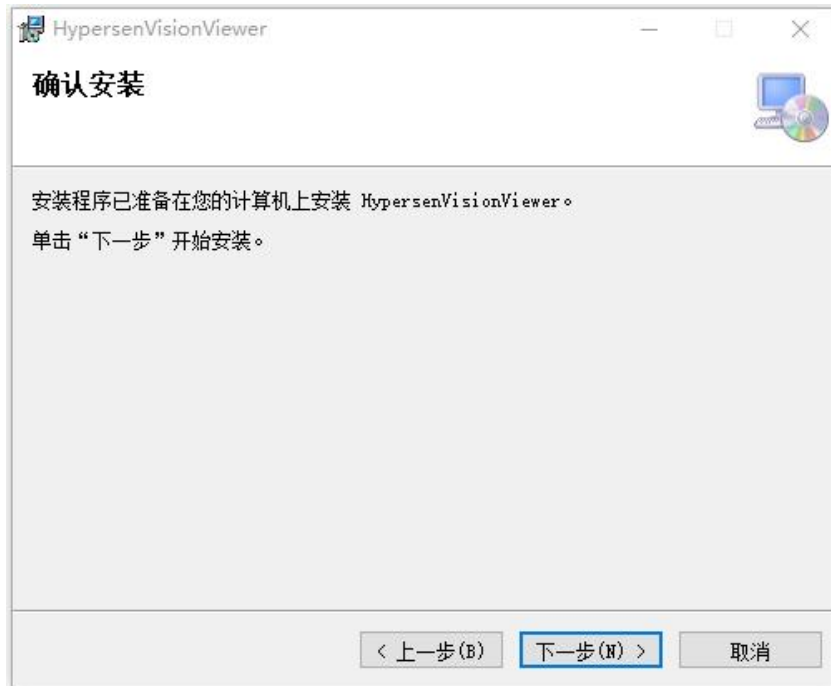 HypersenVisionViewer
确认安装
安装程序已准备在您的计算机上安装 HypersenVisionViewer。
单击“下一步”开始安装。
< 上一步(B)
下一步(N) >
取消